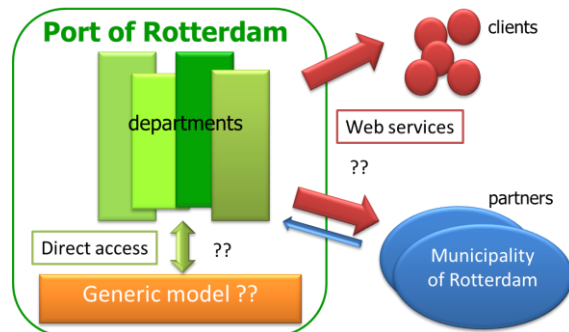 Port of Rotterdam
clients
departments
Web services
??
partners
Direct access
??
Municipality
of Rotterdam
Generic model ??